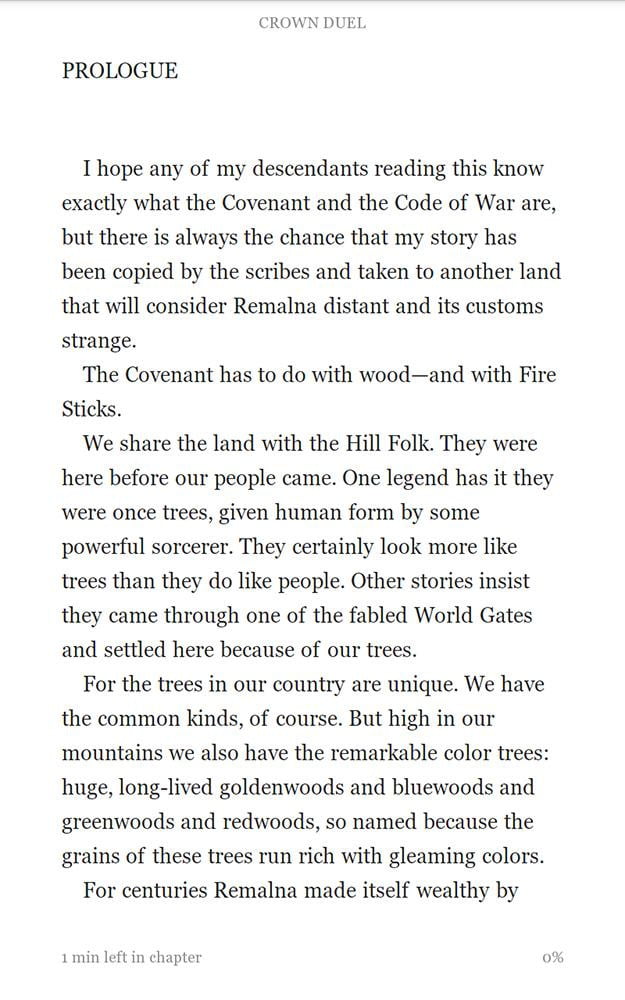 CROWN DUEL
PROLOGUE
I hope any of my descendants reading this know
exactly what the Covenant and the Code of War are,
but there is always the chance that my story has
been copied by the scribes and taken to another land
that will consider Remalna distant and its customs
strange.
The Covenant has to do with wood—and with Fire
Sticks.
We share the land with the Hill Folk. They were
here before our people came. One legend has it they
were once trees, given human form by some
powerful sorcerer. They certainly look more like
trees than they do like people. Other stories insist
they came through one of the fabled World Gates
and settled here because of our trees.
For the trees in our country are unique. We have
the common kinds, of course. But high in our
mountains we also have the remarkable color trees:
huge, long-lived goldenwoods and bluewoods and
greenwoods and redwoods, so named because the
grains of these trees run rich with gleaming colors.
For centuries Remalna made itself wealthy by
1 min left in chapter
0%